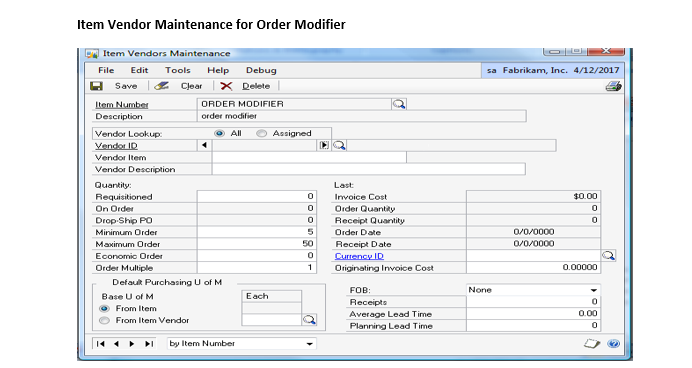 Item Vendor Maintenance for Order Modifier
Item Vendors Maintenance
File Edit Tools Help Debug
sa Fabrikam, Inc. 4/12/2017
Save Clear Delete
Item Number ORDER MODIFIER
Description order modifier
Vendor Lookup: All Assigned
Vendor ID
Vendor Item
Vendor Description
Quantity: Last:
Requisitioned 0 Invoice Cost $0.00
On Order 0 Order Quantity 0
Drop-Ship PO 0 Receipt Quantity 0
Minimum Order 5 Order Date 0/0/0000
Maximum Order 50 Receipt Date 0/0/0000
Economic Order 0 Currency ID
Order Multiple 1 Originating Invoice Cost 0.00000
Default Purchasing U of M
FOB: None
Base U of M Each
Receipts 0
From Item
Average Lead Time 0.00
From Item Vendor
Planning Lead Time 0
by Item Number